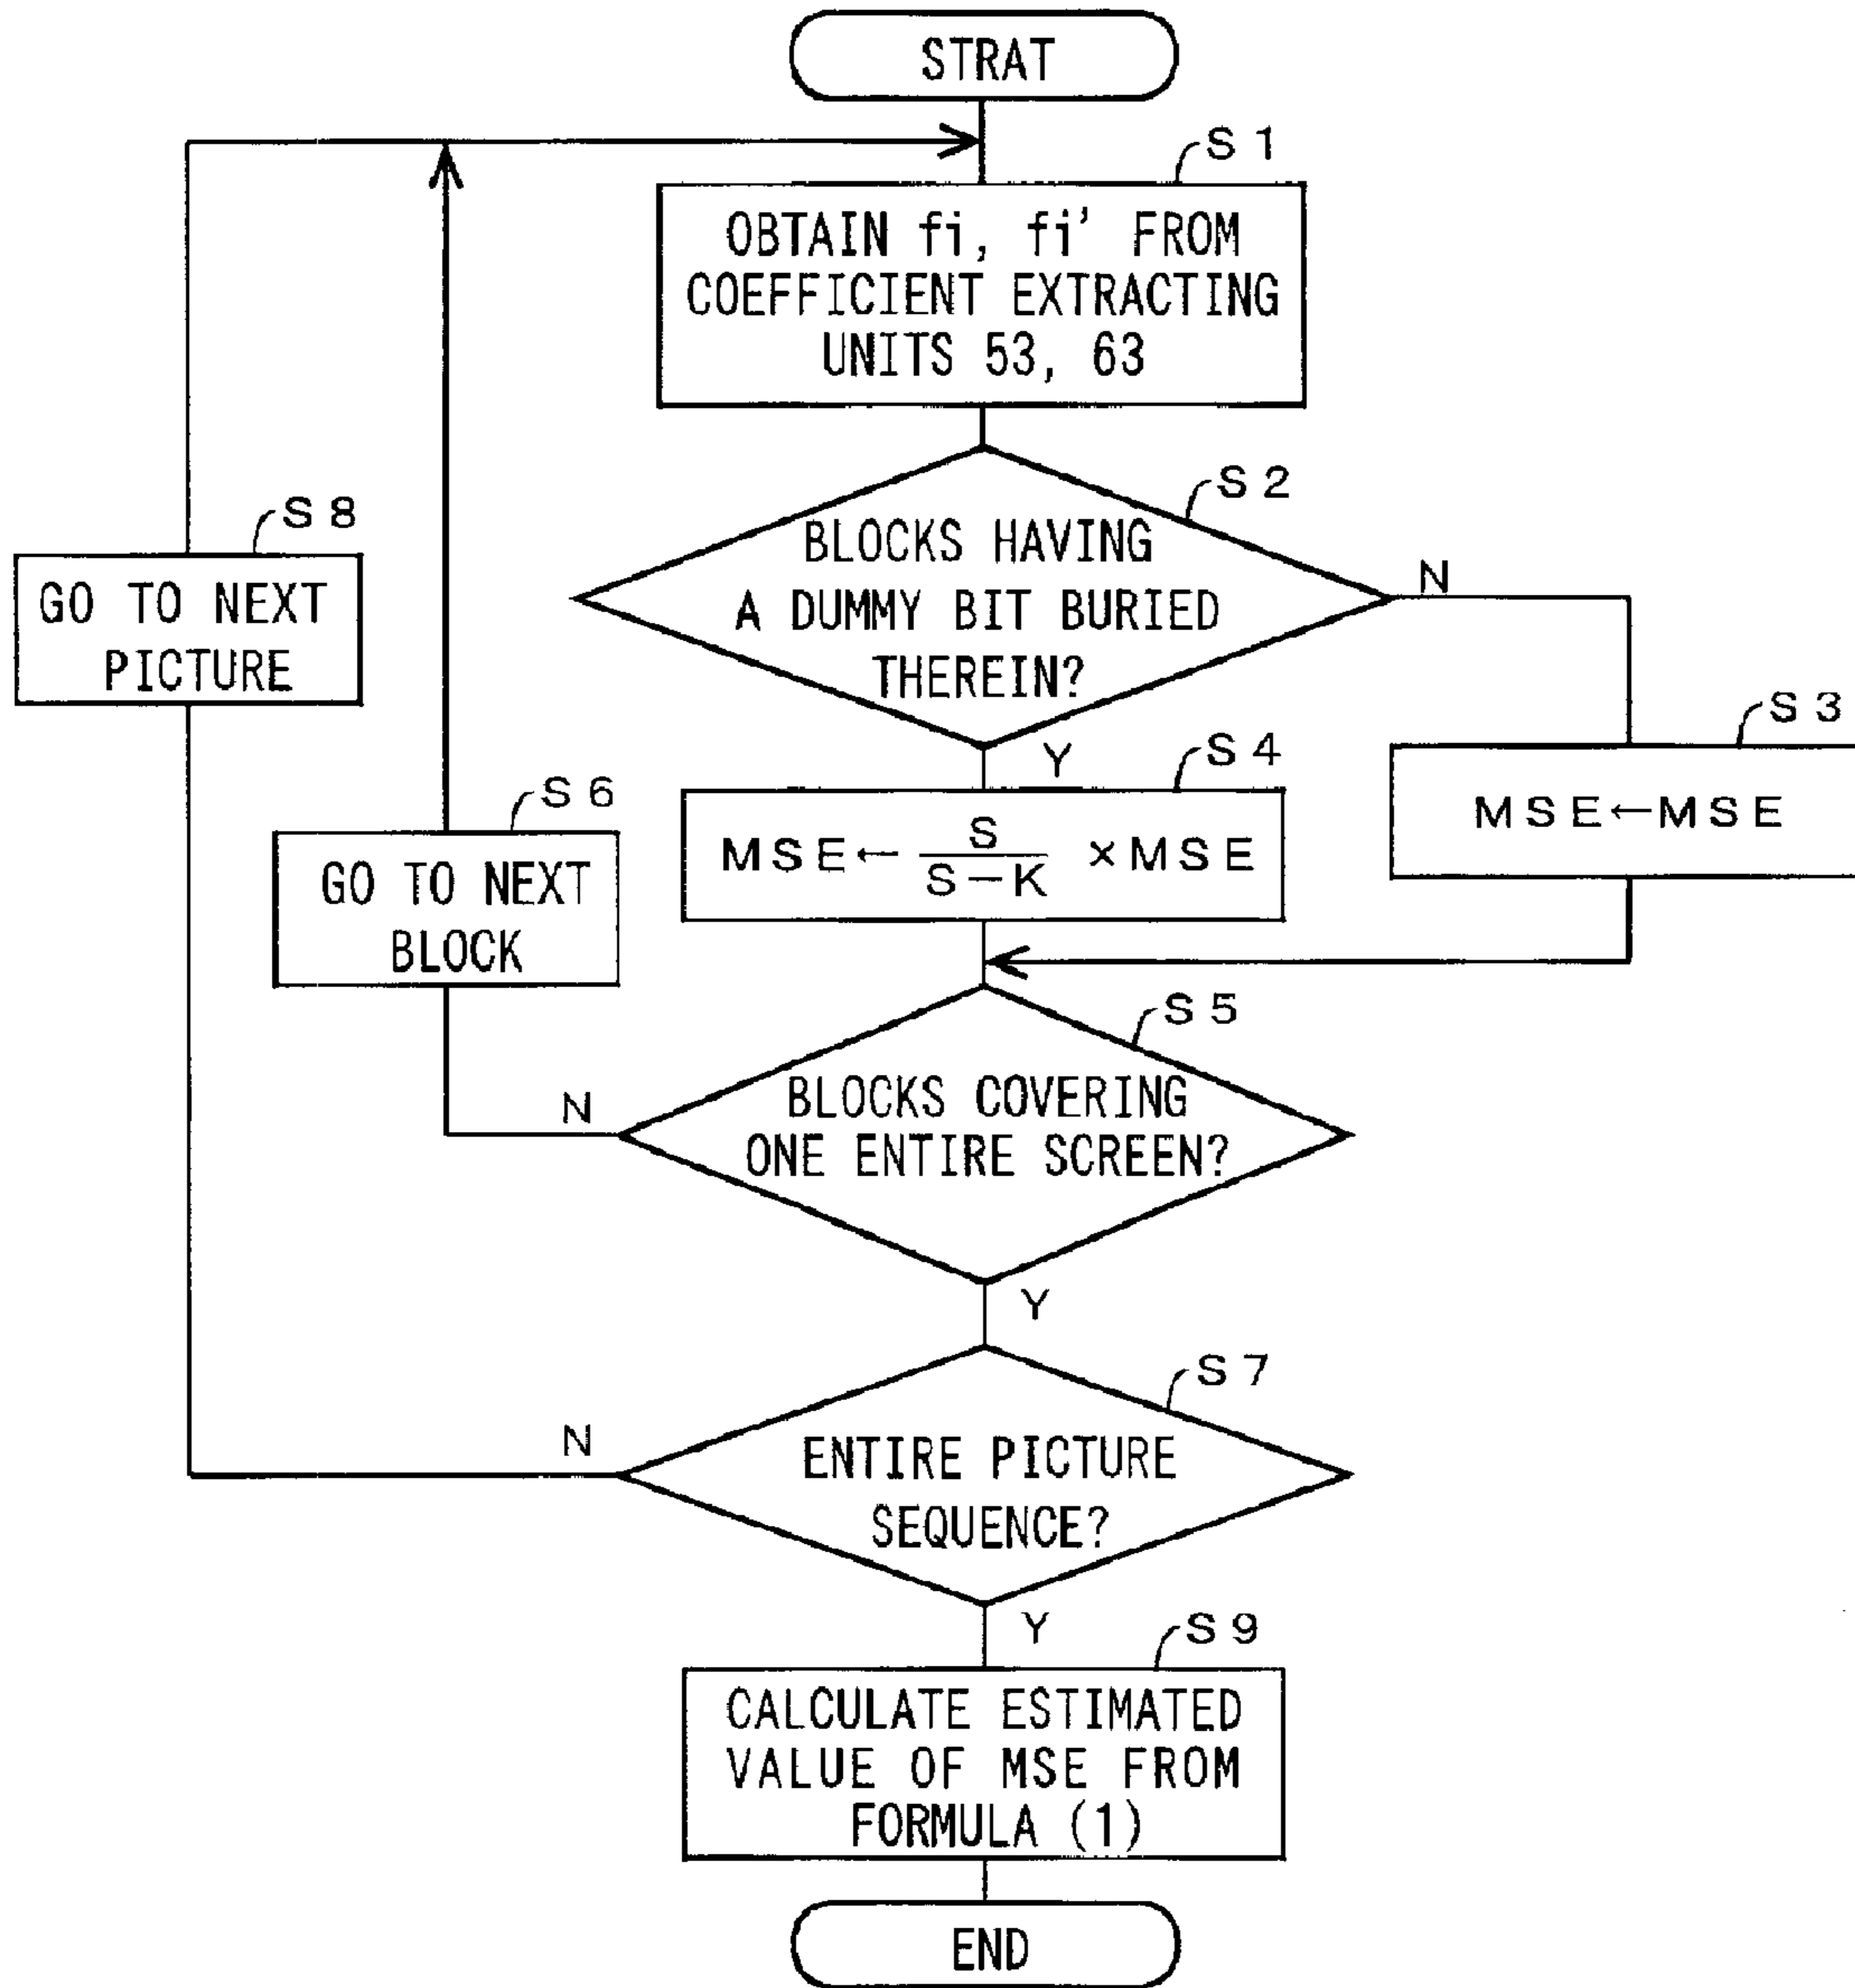 STRAT
S1
OBTAIN fi, fi' FROM
COEFFICIENT EXTRACTING
UNITS 53, 63
S2
BLOCKS HAVING
A DUMMY BIT BURIED
THEREIN?
N
Y
S3
MSE←MSE
S4
MSE← S/(S−K) ×MSE
S5
BLOCKS COVERING
ONE ENTIRE SCREEN?
N
Y
S6
GO TO NEXT
BLOCK
S7
ENTIRE PICTURE
SEQUENCE?
N
Y
S8
GO TO NEXT
PICTURE
S9
CALCULATE ESTIMATED
VALUE OF MSE FROM
FORMULA (1)
END